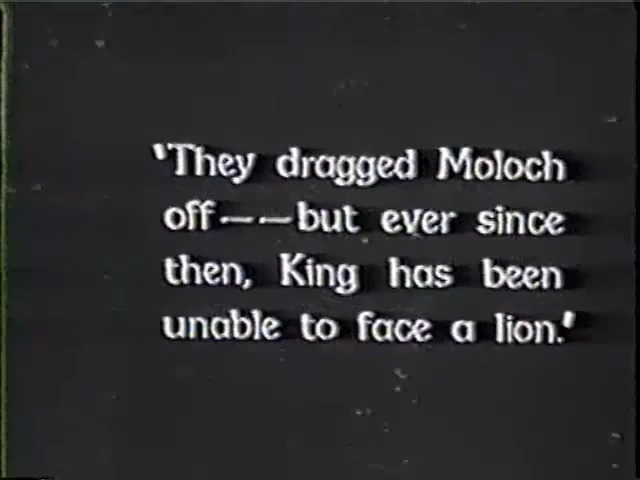 'They dragged Moloch
off——but ever since
then, King has been
unable to face a lion.'